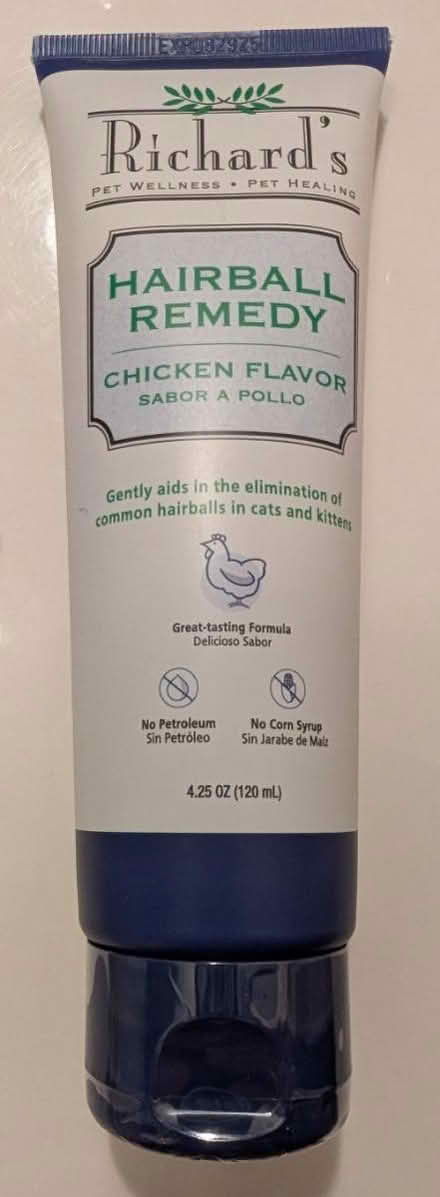 EXP082925
Richard's
PET WELLNESS • PET HEALING
HAIRBALL
REMEDY
CHICKEN FLAVOR
SABOR A POLLO
Gently aids in the elimination of
common hairballs in cats and kittens
Great-tasting Formula
Delicioso Sabor
No Petroleum
Sin Petróleo
No Corn Syrup
Sin Jarabe de Maíz
4.25 OZ (120 mL)